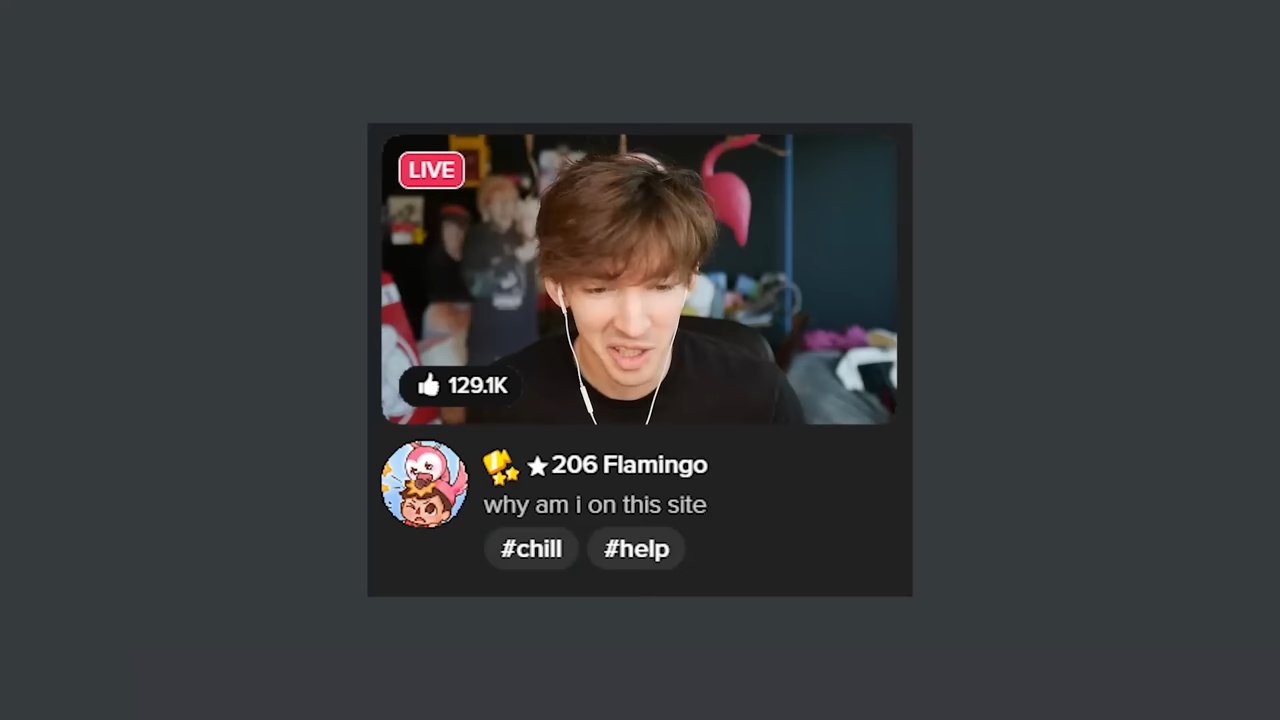 LIVE
129.1K
★206 Flamingo
why am i on this site
#chill #help